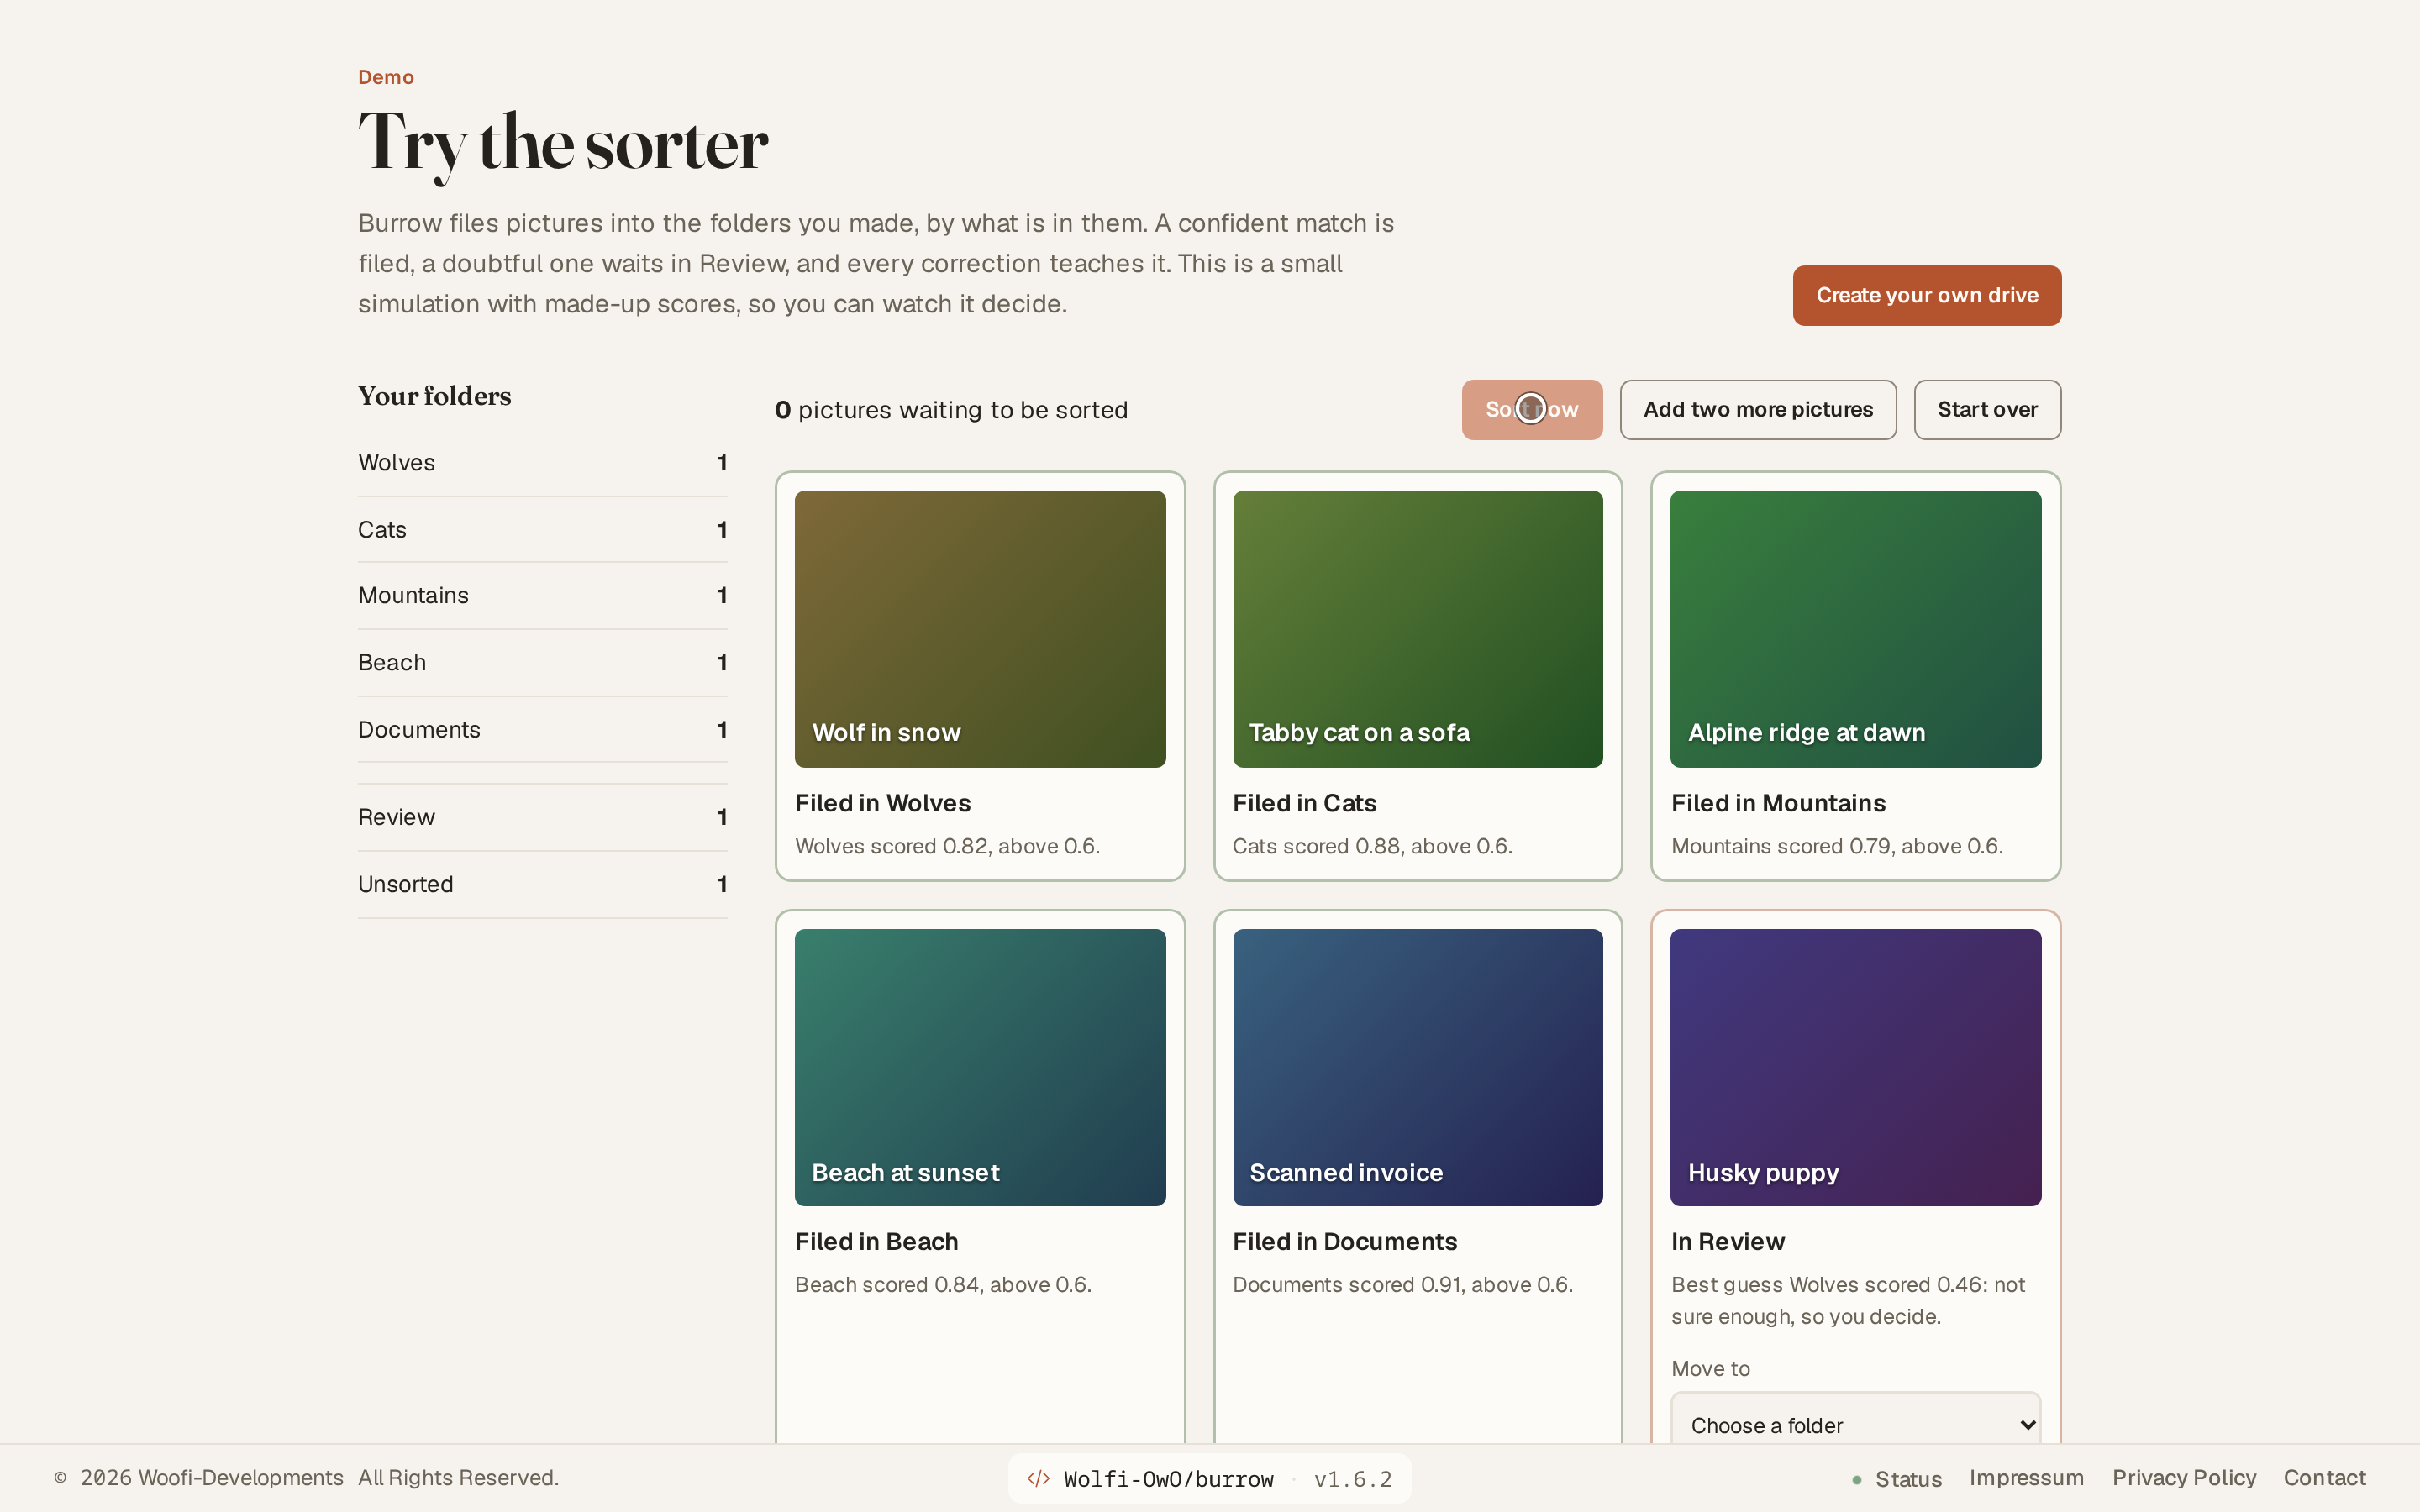 Demo
Try the sorter
Burrow files pictures into the folders you made, by what is in them. A confident match is
filed, a doubtful one waits in Review, and every correction teaches it. This is a small
simulation with made-up scores, so you can watch it decide.
Create your own drive
Your folders
Wolves 1
Cats 1
Mountains 1
Beach 1
Documents 1
Review 1
Unsorted 1
0 pictures waiting to be sorted
Sort now
Add two more pictures
Start over
Wolf in snow
Filed in Wolves
Wolves scored 0.82, above 0.6.
Tabby cat on a sofa
Filed in Cats
Cats scored 0.88, above 0.6.
Alpine ridge at dawn
Filed in Mountains
Mountains scored 0.79, above 0.6.
Beach at sunset
Filed in Beach
Beach scored 0.84, above 0.6.
Scanned invoice
Filed in Documents
Documents scored 0.91, above 0.6.
Husky puppy
In Review
Best guess Wolves scored 0.46: not
sure enough, so you decide.
Move to
Choose a folder
© 2026 Woofi-Developments All Rights Reserved.
</> Wolfi-OwO/burrow · v1.6.2
Status Impressum Privacy Policy Contact